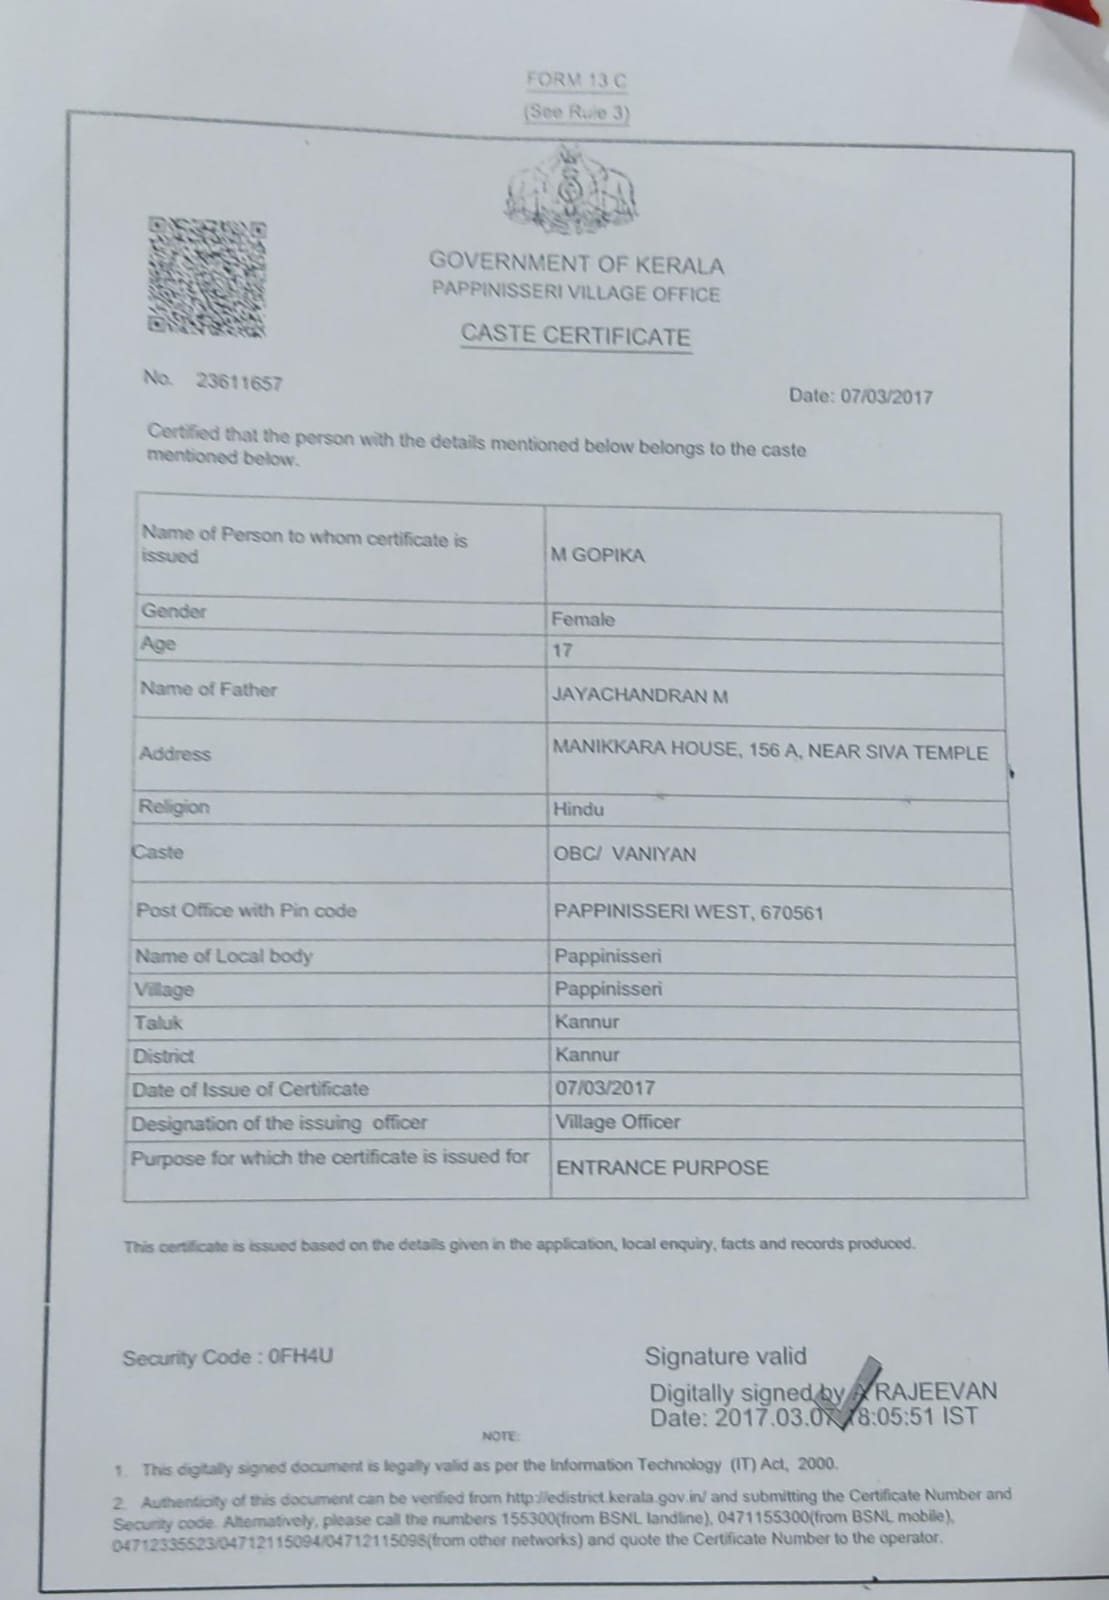 FORM 13 C
(See Rule 3)
GOVERNMENT OF KERALA
PAPPINISSERI VILLAGE OFFICE
CASTE CERTIFICATE
No. 23611657
Date: 07/03/2017
Certified that the person with the details mentioned below belongs to the caste
mentioned below.
Name of Person to whom certificate is
issued
M GOPIKA
Gender Female
Age 17
Name of Father JAYACHANDRAN M
Address MANIKKARA HOUSE, 156 A, NEAR SIVA TEMPLE
Religion Hindu
Caste OBC/ VANIYAN
Post Office with Pin code PAPPINISSERI WEST, 670561
Name of Local body Pappinisseri
Village Pappinisseri
Taluk Kannur
District Kannur
Date of Issue of Certificate 07/03/2017
Designation of the issuing officer Village Officer
Purpose for which the certificate is issued for ENTRANCE PURPOSE
This certificate is issued based on the details given in the application, local enquiry, facts and records produced.
Security Code : 0FH4U
Signature valid
Digitally signed by RAJEEVAN
Date: 2017.03.07 18:05:51 IST
NOTE:
1. This digitally signed document is legally valid as per the Information Technology (IT) Act, 2000.
2. Authenticity of this document can be verified from http://edistrict.kerala.gov.in/ and submitting the Certificate Number and
Security code. Alternatively, please call the numbers 155300(from BSNL landline), 0471155300(from BSNL mobile),
04712335523/04712115094/04712115098(from other networks) and quote the Certificate Number to the operator.